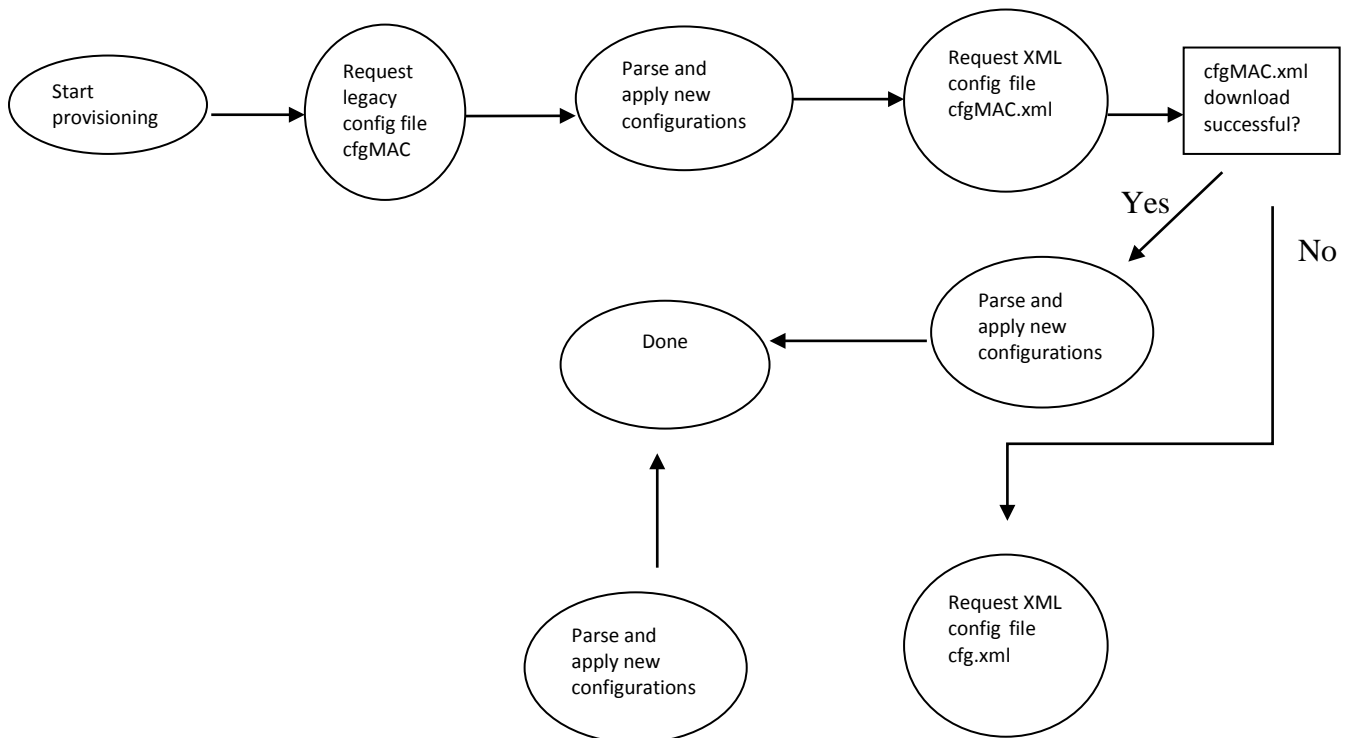 Start
provisioning
Request
legacy
config file
cfgMAC
Parse and
apply new
configurations
Request XML
config file
cfgMAC.xml
cfgMAC.xml
download
successful?
Yes
No
Parse and
apply new
configurations
Done
Request XML
config file
cfg.xml
Parse and
apply new
configurations